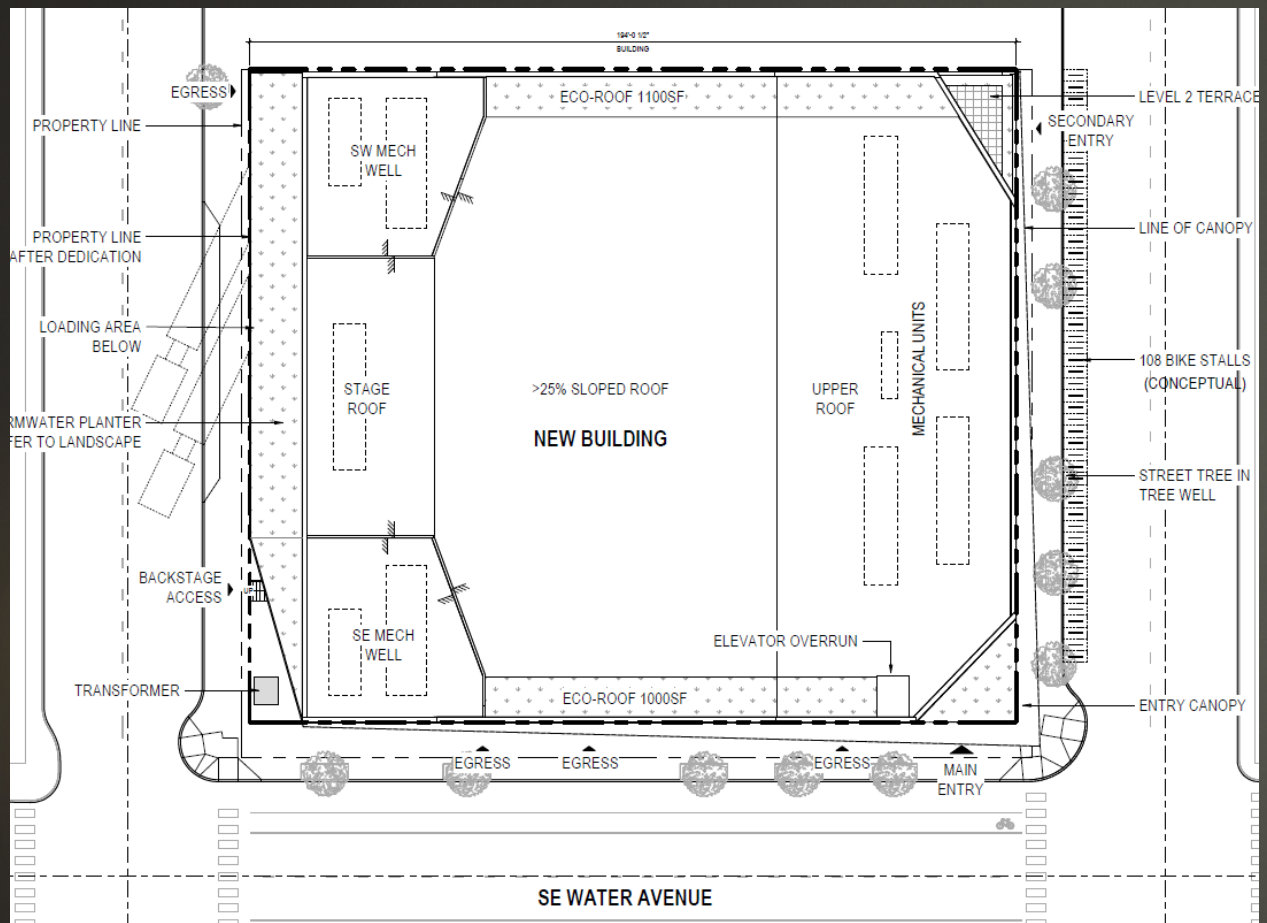 194'-0 1/2"
BUILDING
EGRESS
ECO-ROOF 1100SF
LEVEL 2 TERRACE
PROPERTY LINE
SECONDARY
ENTRY
SW MECH
WELL
PROPERTY LINE
AFTER DEDICATION
LINE OF CANOPY
LOADING AREA
BELOW
MECHANICAL UNITS
108 BIKE STALLS
(CONCEPTUAL)
STAGE
ROOF
>25% SLOPED ROOF
UPPER
ROOF
RMWATER PLANTER
FER TO LANDSCAPE
NEW BUILDING
STREET TREE IN
TREE WELL
BACKSTAGE
ACCESS
UP
SE MECH
WELL
ELEVATOR OVERRUN
TRANSFORMER
ECO-ROOF 1000SF
ENTRY CANOPY
EGRESS
EGRESS
EGRESS
MAIN
ENTRY
SE WATER AVENUE